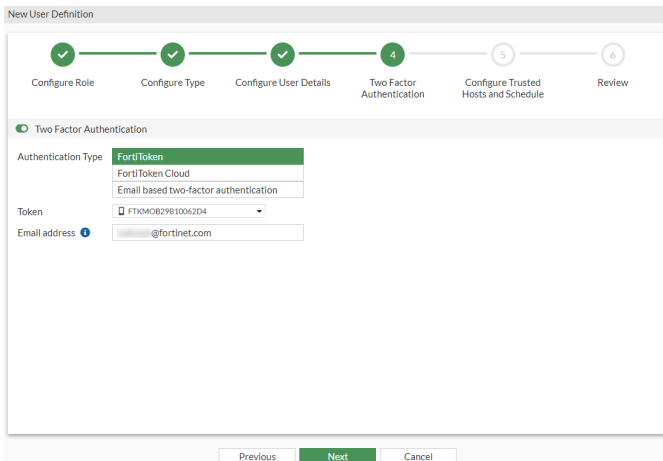 New User Definition
4
5
6
Configure Role
Configure Type
Configure User Details
Two Factor
Authentication
Configure Trusted
Hosts and Schedule
Review
Two Factor Authentication
Authentication Type
FortiToken
FortiToken Cloud
Email based two-factor authentication
Token
FTKMOB29B10062D4
Email address
@fortinet.com
Previous
Next
Cancel